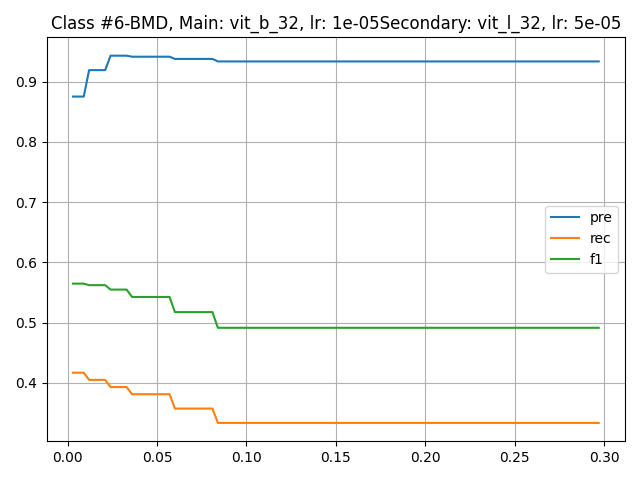 Class #6-BMD, Main: vit_b_32, lr: 1e-05Secondary: vit_l_32, lr: 5e-05
0.9
0.8
0.7
0.6
0.5
0.4
pre
rec
f1
0.00 0.05 0.10 0.15 0.20 0.25 0.30